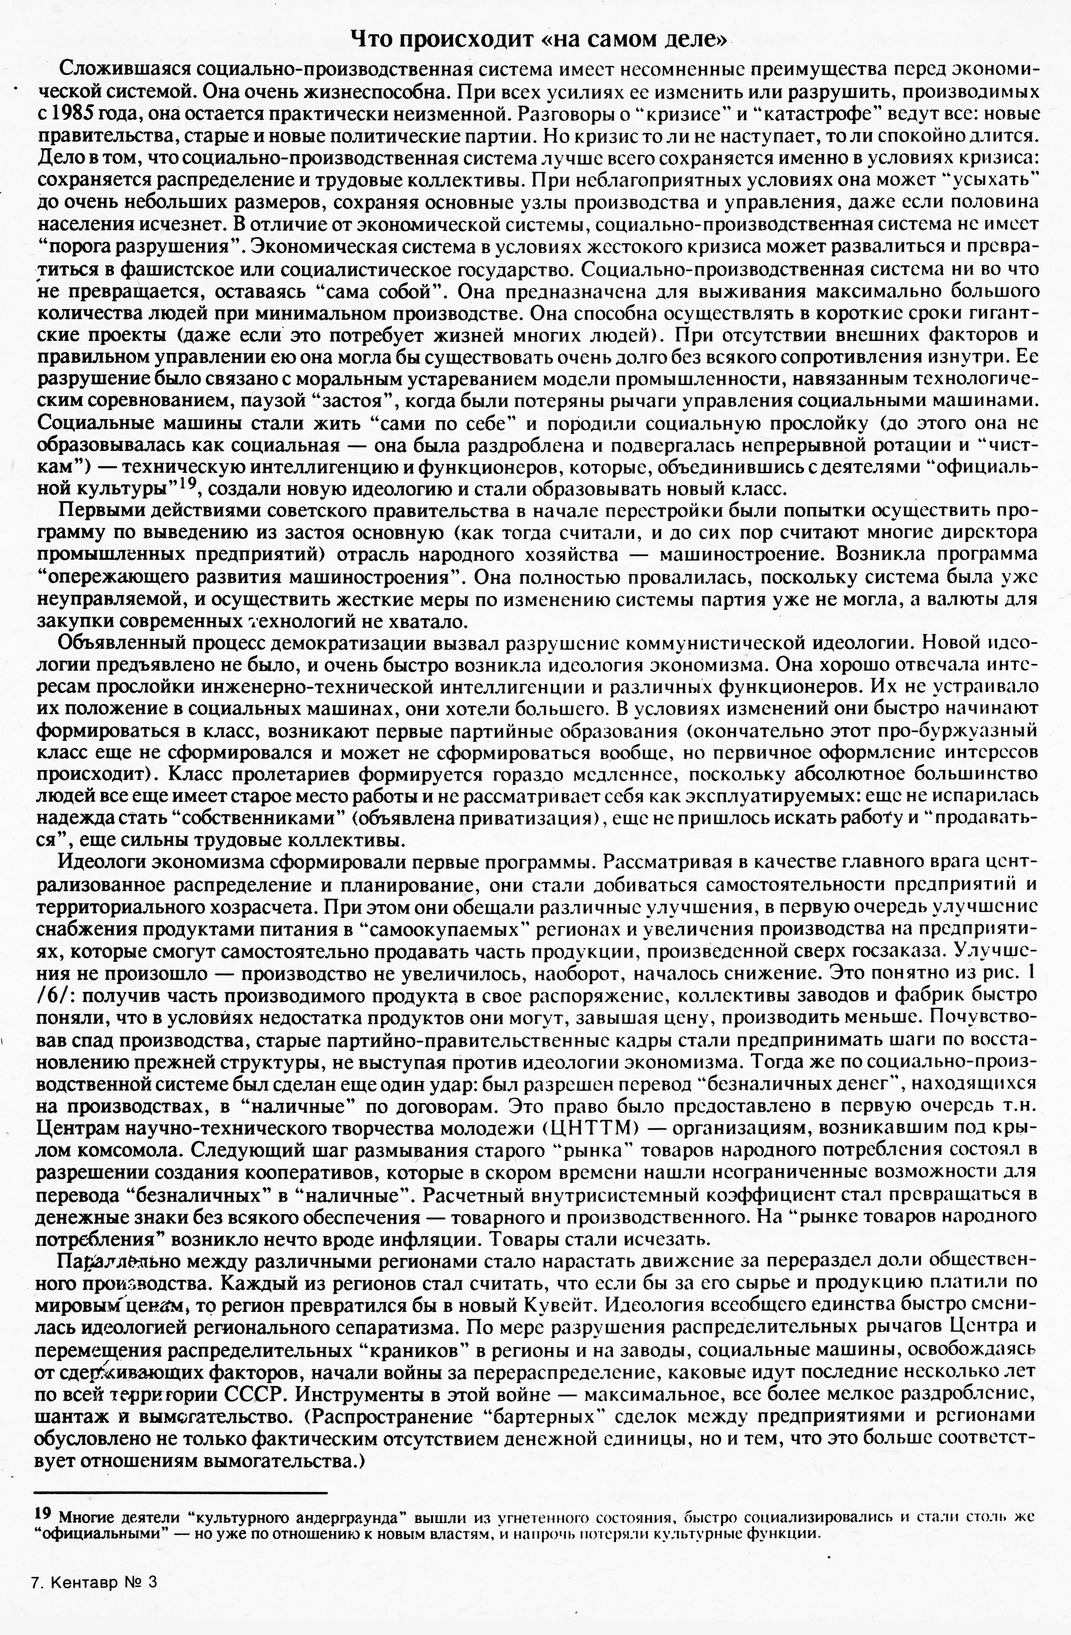 Что происходит «на самом деле»
Сложившаяся социально-производственная система имеет несомненные преимущества перед экономи-
ческой системой. Она очень жизнеспособна. При всех усилиях ее изменить или разрушить, производимых
с 1985 года, она остается практически неизменной. Разговоры о “кризисе” и “катастрофе” ведут все: новые
правительства, старые и новые политические партии. Но кризис то ли не наступает, то ли спокойно длится.
Дело в том, что социально-производственная система лучше всего сохраняется именно в условиях кризиса:
сохраняется распределение и трудовые коллективы. При неблагоприятных условиях она может “усыхать”
до очень небольших размеров, сохраняя основные узлы производства и управления, даже если половина
населения исчезнет. В отличие от экономической системы, социально-производственная система не имеет
“порога разрушения”. Экономическая система в условиях жестокого кризиса может развалиться и превра-
титься в фашистское или социалистическое государство. Социально-производственная система ни во что
не превращается, оставаясь “сама собой”. Она предназначена для выживания максимально большого
количества людей при минимальном производстве. Она способна осуществлять в короткие сроки гигант-
ские проекты (даже если это потребует жизней многих людей). При отсутствии внешних факторов и
правильном управлении ею она могла бы существовать очень долго без всякого сопротивления изнутри. Ее
разрушение было связано с моральным устареванием модели промышленности, навязанным технологиче-
ским соревнованием, паузой “застоя”, когда были потеряны рычаги управления социальными машинами.
Социальные машины стали жить “сами по себе” и породили социальную прослойку (до этого она не
образовывалась как социальная — она была раздроблена и подвергалась непрерывной ротации и “чист-
кам”) — техническую интеллигенцию и функционеров, которые, объединившись с деятелями “официаль-
ной культуры”19, создали новую идеологию и стали образовывать новый класс.
Первыми действиями советского правительства в начале перестройки были попытки осуществить про-
грамму по выведению из застоя основную (как тогда считали, и до сих пор считают многие директора
промышленных предприятий) отрасль народного хозяйства — машиностроение. Возникла программа
“опережающего развития машиностроения”. Она полностью провалилась, поскольку система была уже
неуправляемой, и осуществить жесткие меры по изменению системы партия уже не могла, а валюты для
закупки современных технологий не хватало.
Объявленный процесс демократизации вызвал разрушение коммунистической идеологии. Новой идео-
логии предъявлено не было, и очень быстро возникла идеология экономизма. Она хорошо отвечала инте-
ресам прослойки инженерно-технической интеллигенции и различных функционеров. Их не устраивало
их положение в социальных машинах, они хотели большего. В условиях изменений они быстро начинают
формироваться в класс, возникают первые партийные образования (окончательно этот про-буржуазный
класс еще не сформировался и может не сформироваться вообще, но первичное оформление интересов
происходит). Класс пролетариев формируется гораздо медленнее, поскольку абсолютное большинство
людей все еще имеет старое место работы и не рассматривает себя как эксплуатируемых: еще не испарилась
надежда стать “собственниками” (объявлена приватизация), еще не пришлось искать работу и “продавать-
ся”, еще сильны трудовые коллективы.
Идеологи экономизма сформировали первые программы. Рассматривая в качестве главного врага цент-
рализованное распределение и планирование, они стали добиваться самостоятельности предприятий и
территориального хозрасчета. При этом они обещали различные улучшения, в первую очередь улучшение
снабжения продуктами питания в “самоокупаемых” регионах и увеличения производства на предприяти-
ях, которые смогут самостоятельно продавать часть продукции, произведенной сверх госзаказа. Улучше-
ния не произошло — производство не увеличилось, наоборот, началось снижение. Это понятно из рис. 1
/6/: получив часть производимого продукта в свое распоряжение, коллективы заводов и фабрик быстро
поняли, что в условиях недостатка продуктов они могут, завышая цену, производить меньше. Почувство-
вав спад производства, старые партийно-правительственные кадры стали предпринимать шаги по восста-
новлению прежней структуры, не выступая против идеологии экономизма. Тогда же по социально-произ-
водственной системе был сделан еще один удар: был разрешен перевод “безналичных денег”, находящихся
на производствах, в “наличные” по договорам. Это право было предоставлено в первую очередь т.н.
Центрам научно-технического творчества молодежи (ЦНТТМ) — организациям, возникавшим под кры-
лом комсомола. Следующий шаг размывания старого “рынка” товаров народного потребления состоял в
разрешении создания кооперативов, которые в скором времени нашли неограниченные возможности для
перевода “безналичных” в “наличные”. Расчетный внутрисистемный коэффициент стал превращаться в
денежные знаки без всякого обеспечения — товарного и производственного. На “рынке товаров народного
потребления” возникло нечто вроде инфляции. Товары стали исчезать.
Параллельно между различными регионами стало нарастать движение за перераздел доли обществен-
ного производства. Каждый из регионов стал считать, что если бы за его сырье и продукцию платили по
мировым ценам, то регион превратился бы в новый Кувейт. Идеология всеобщего единства быстро смени-
лась идеологией регионального сепаратизма. По мере разрушения распределительных рычагов Центра и
перемещения распределительных “краников” в регионы и на заводы, социальные машины, освобождаясь
от сдерживающих факторов, начали войны за перераспределение, каковые идут последние несколько лет
по всей территории СССР. Инструменты в этой войне — максимальное, все более мелкое раздробление,
шантаж и вымогательство. (Распространение “бартерных” сделок между предприятиями и регионами
обусловлено не только фактическим отсутствием денежной единицы, но и тем, что это больше соответст-
вует отношениям вымогательства.)
19 Многие деятели “культурного андерграунда” вышли из угнетенного состояния, быстро социализировались и стали столь же
“официальными” — но уже по отношению к новым властям, и напрочь потеряли культурные функции.
7. Кентавр № 3